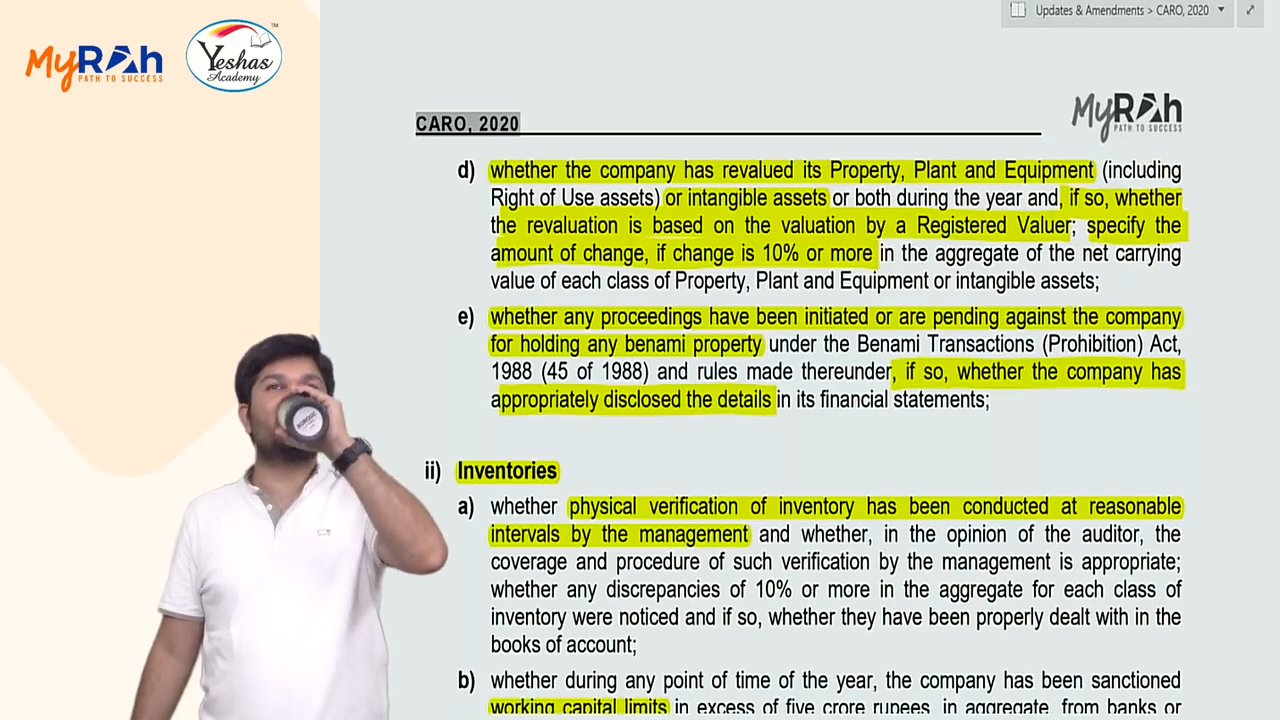 Updates & Amendments > CARO, 2020
MyRah
PATH TO SUCCESS
Yeshas
Academy
TM
CARO, 2020
MyRah
PATH TO SUCCESS
d) whether the company has revalued its Property, Plant and Equipment (including
Right of Use assets) or intangible assets or both during the year and, if so, whether
the revaluation is based on the valuation by a Registered Valuer; specify the
amount of change, if change is 10% or more in the aggregate of the net carrying
value of each class of Property, Plant and Equipment or intangible assets;
e) whether any proceedings have been initiated or are pending against the company
for holding any benami property under the Benami Transactions (Prohibition) Act,
1988 (45 of 1988) and rules made thereunder, if so, whether the company has
appropriately disclosed the details in its financial statements;
ii) Inventories
a) whether physical verification of inventory has been conducted at reasonable
intervals by the management and whether, in the opinion of the auditor, the
coverage and procedure of such verification by the management is appropriate;
whether any discrepancies of 10% or more in the aggregate for each class of
inventory were noticed and if so, whether they have been properly dealt with in the
books of account;
b) whether during any point of time of the year, the company has been sanctioned
working capital limits in excess of five crore rupees, in aggregate, from banks or